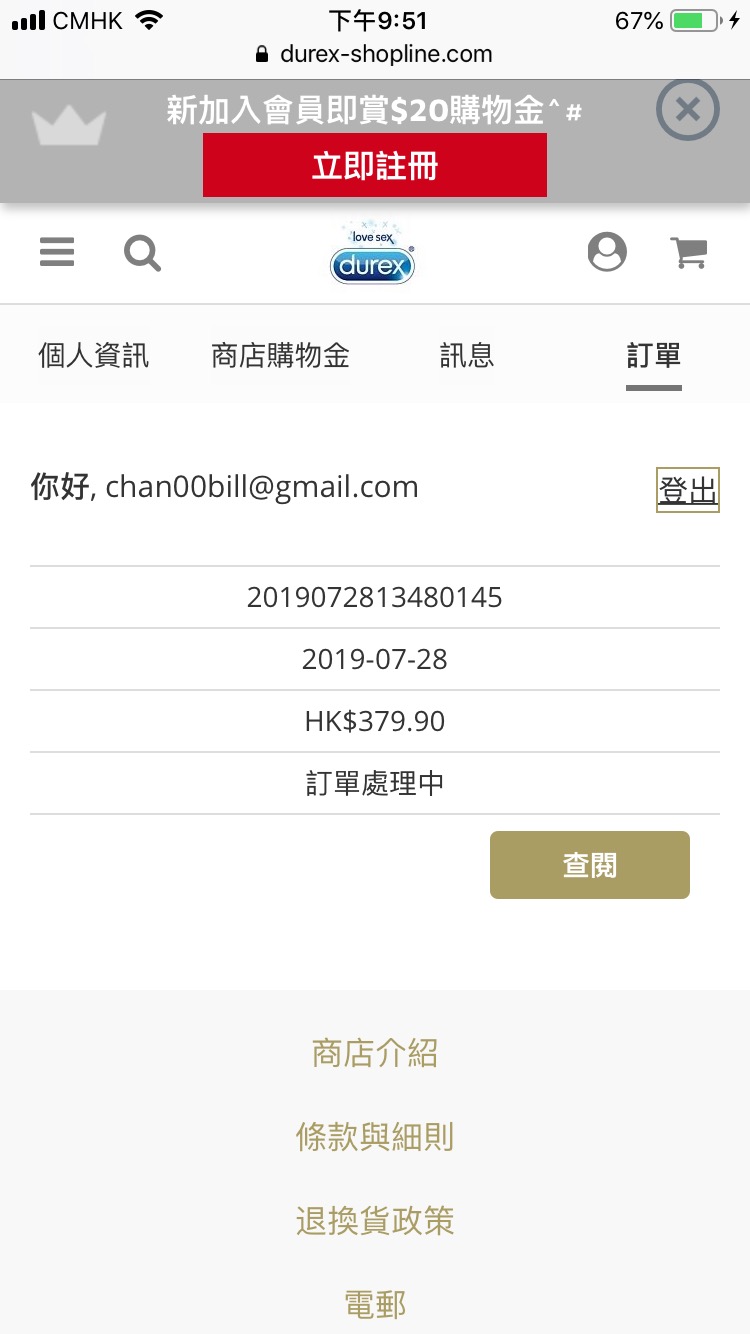 CMHK 下午9:51 67%
durex-shopline.com
新加入會員即賞$20購物金^#
立即註冊
love sex
durex®
個人資訊 商店購物金 訊息 訂單
你好, chan00bill@gmail.com 登出
2019072813480145
2019-07-28
HK$379.90
訂單處理中
查閱
商店介紹
條款與細則
退換貨政策
電郵